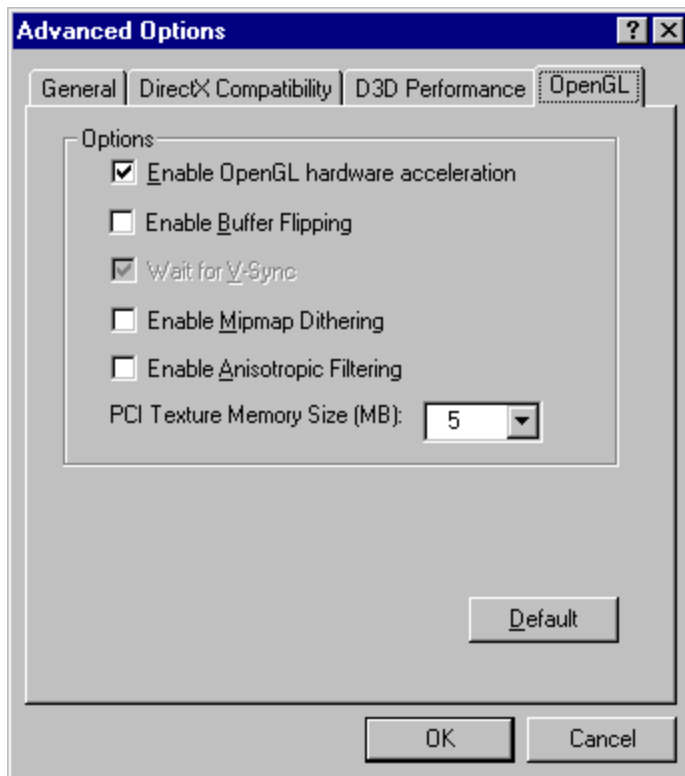 Advanced Options
General DirectX Compatibility D3D Performance OpenGL
Options
Enable OpenGL hardware acceleration
Enable Buffer Flipping
Wait for V-Sync
Enable Mipmap Dithering
Enable Anisotropic Filtering
PCI Texture Memory Size (MB): 5
Default
OK Cancel